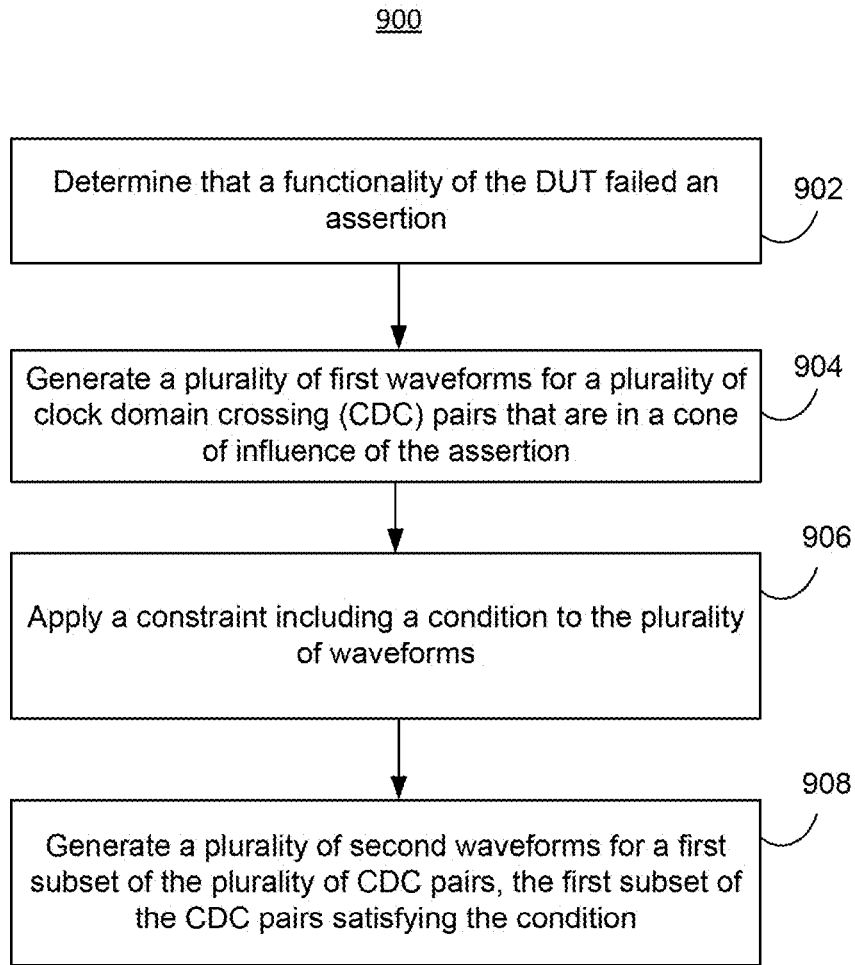 900
Determine that a functionality of the DUT failed an
assertion
902
Generate a plurality of first waveforms for a plurality of
clock domain crossing (CDC) pairs that are in a cone
of influence of the assertion
904
Apply a constraint including a condition to the plurality
of waveforms
906
Generate a plurality of second waveforms for a first
subset of the plurality of CDC pairs, the first subset of
the CDC pairs satisfying the condition
908